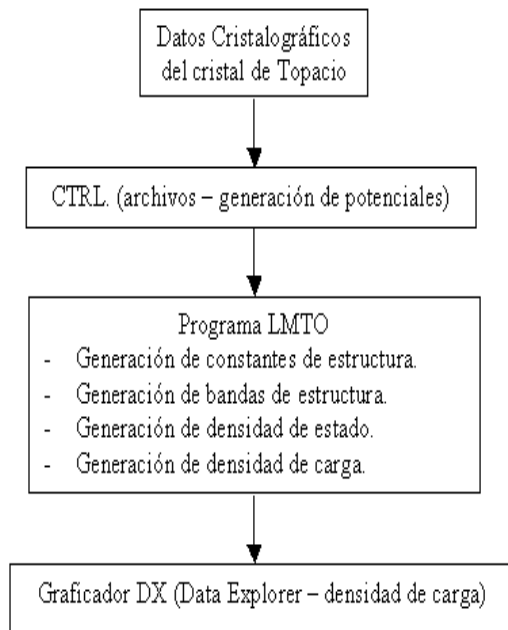 Datos Cristalográficos
del cristal de Topacio
CTRL. (archivos – generación de potenciales)
Programa LMTO
- Generación de constantes de estructura.
- Generación de bandas de estructura.
- Generación de densidad de estado.
- Generación de densidad de carga.
Graficador DX (Data Explorer – densidad de carga)